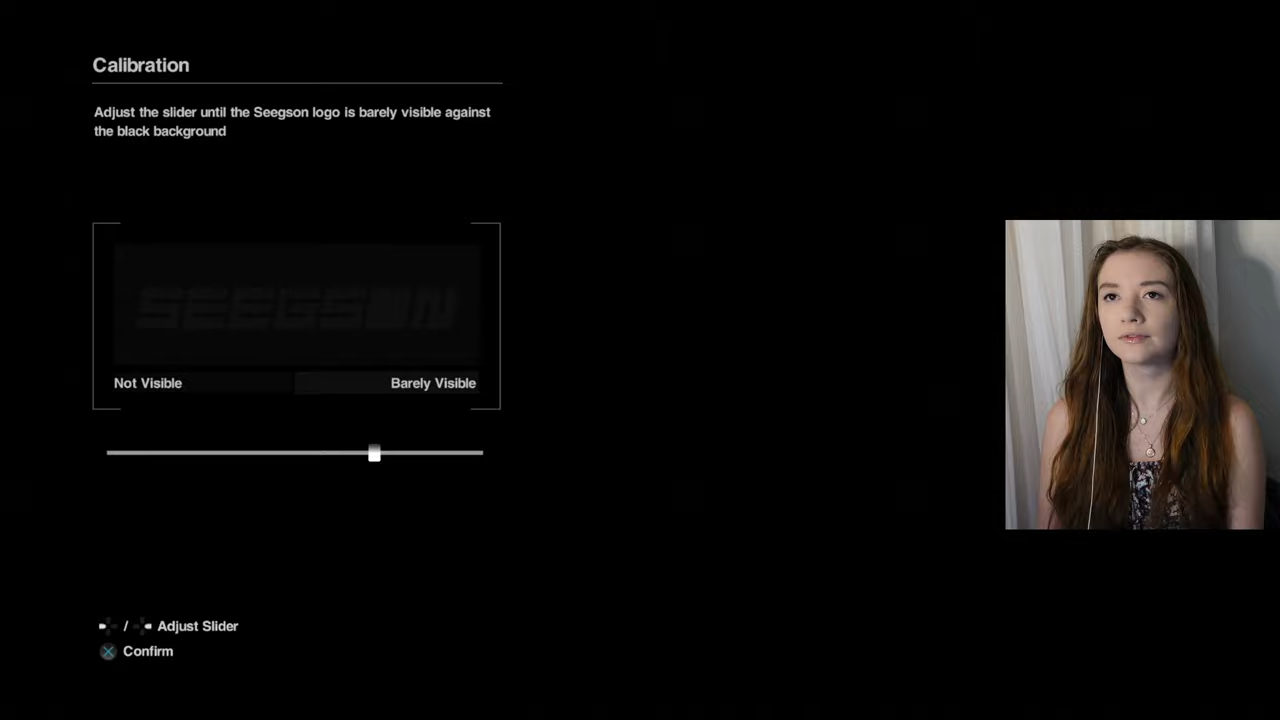 Calibration
Adjust the slider until the Seegson logo is barely visible against
the black background
SEEGSON
Not Visible
Barely Visible
/ Adjust Slider
Confirm